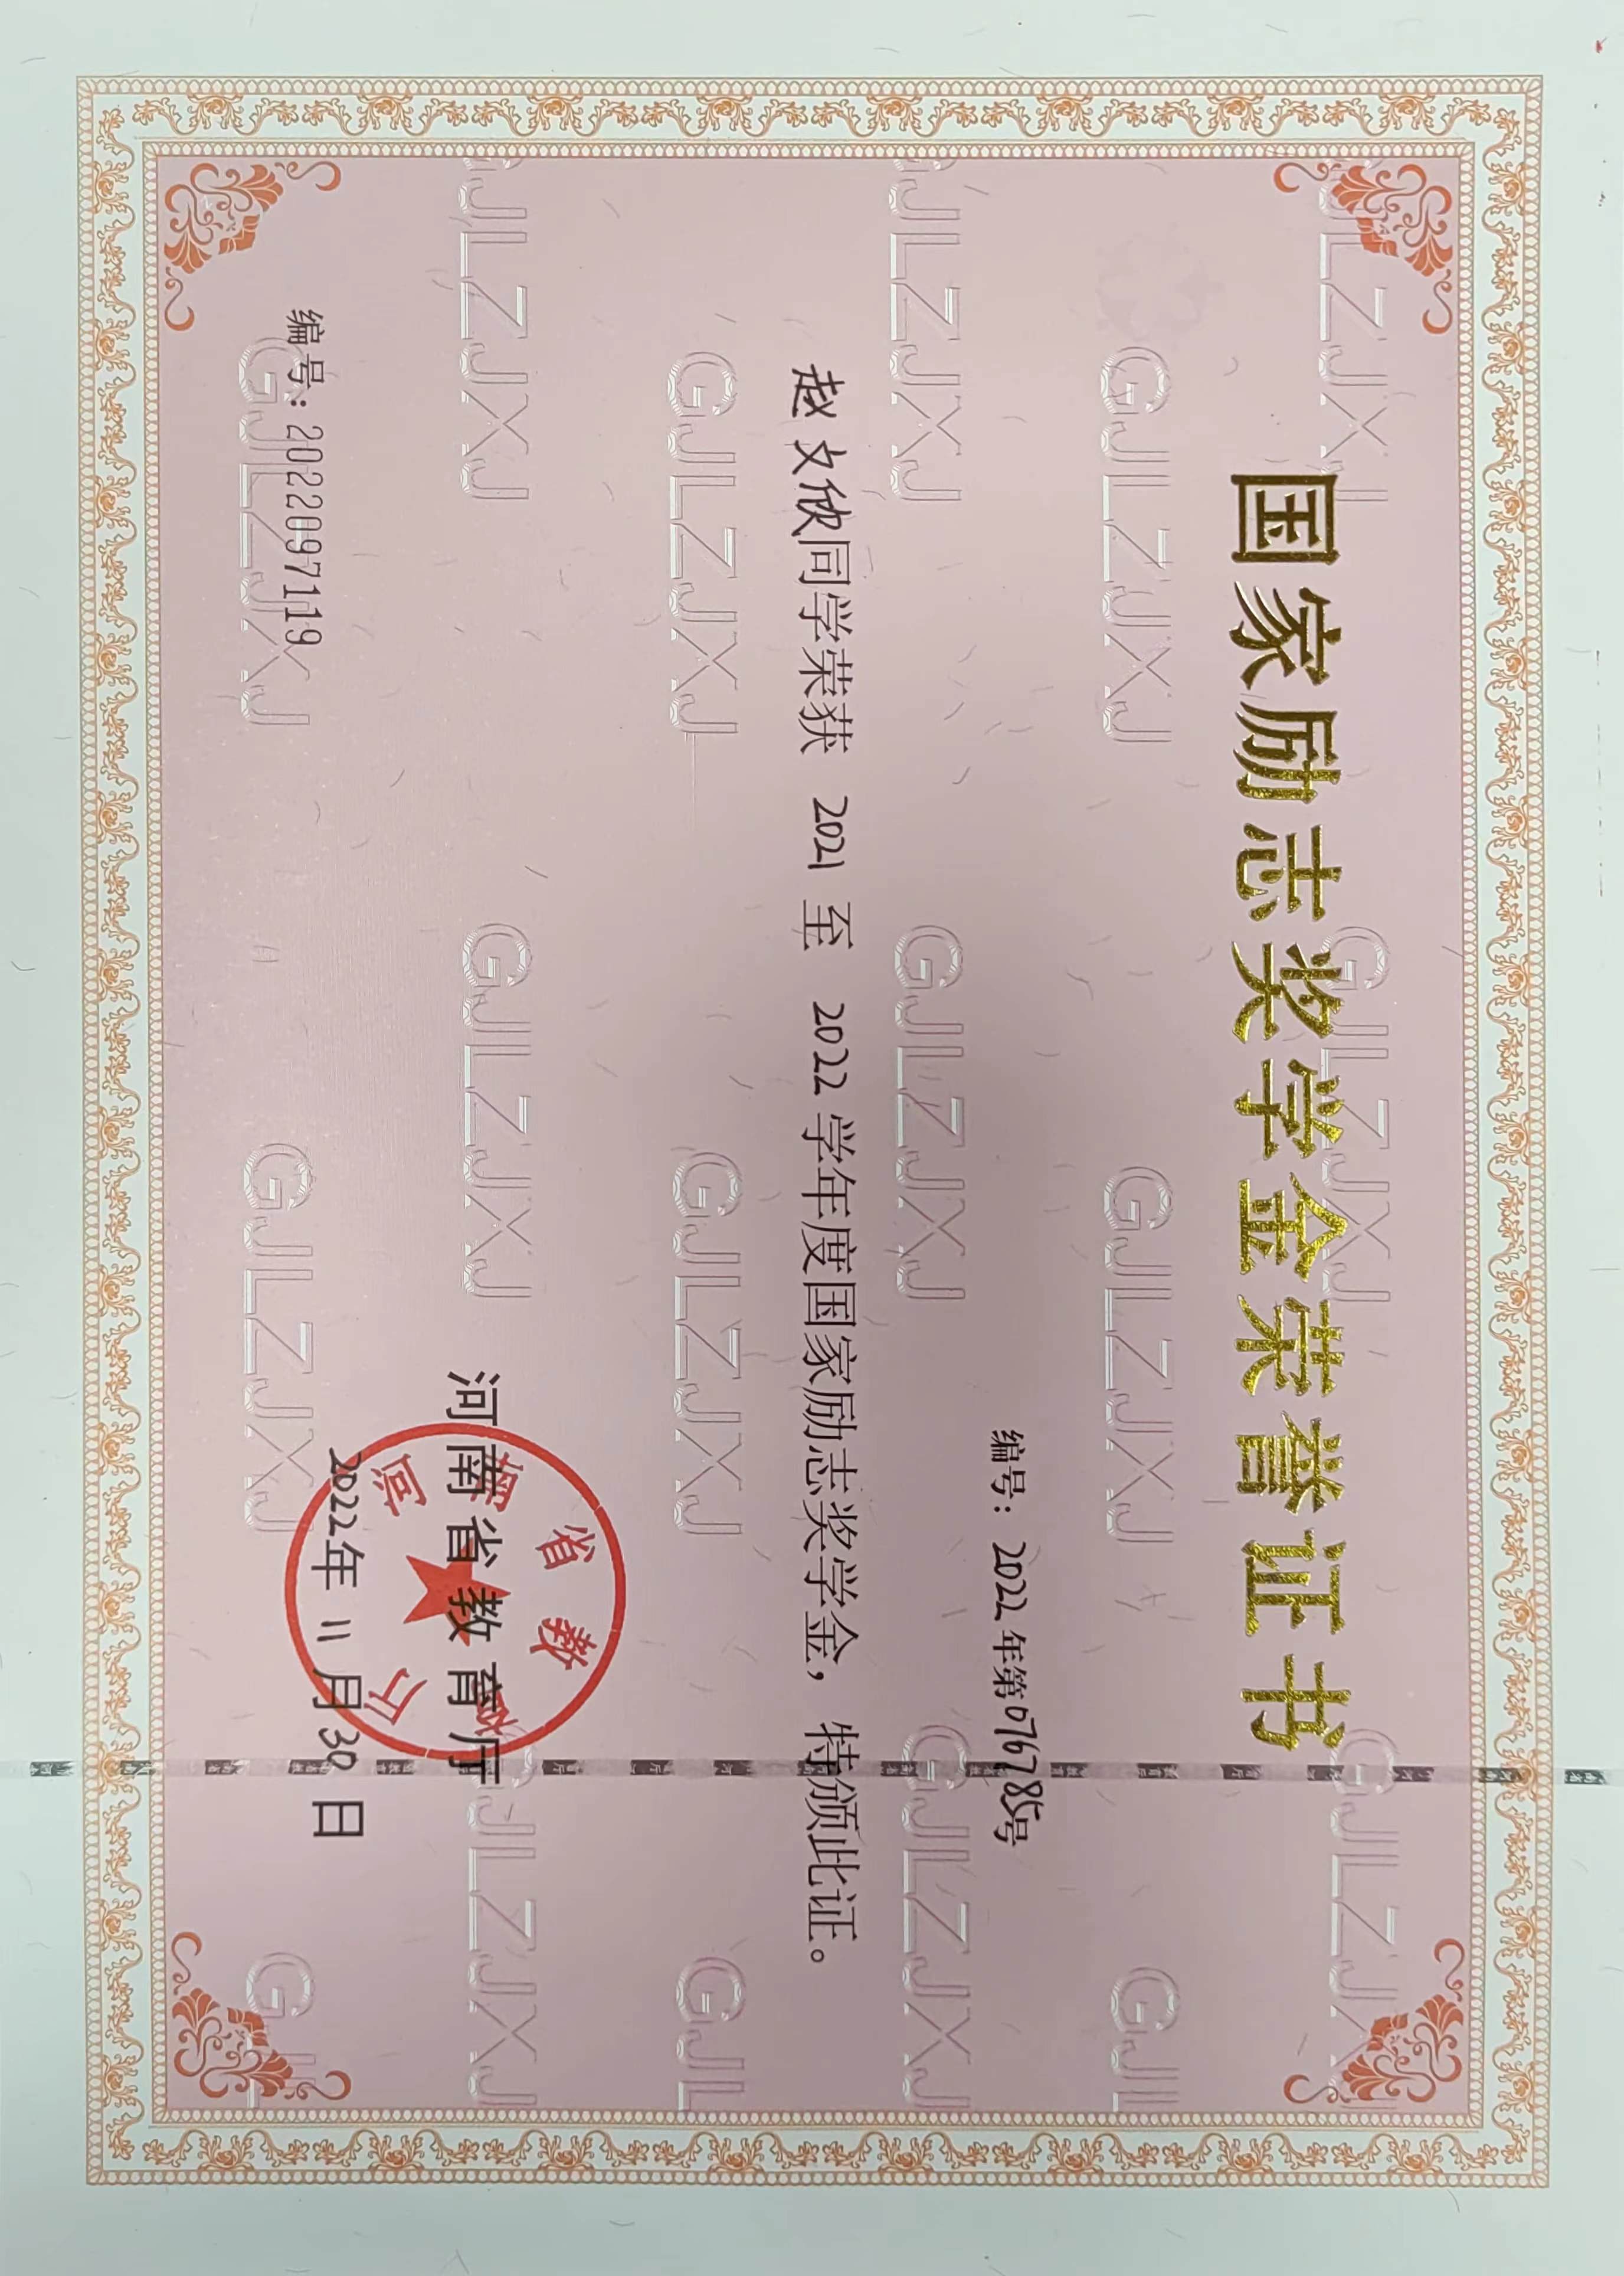 国家励志奖学金荣誉证书
编号：2022年第076785号
赵文欣同学荣获 2021 至 2022 学年度国家励志奖学金，特颁此证。
河南省教育厅
2022年11月30日
编号：2022097119
GJLZJXJ